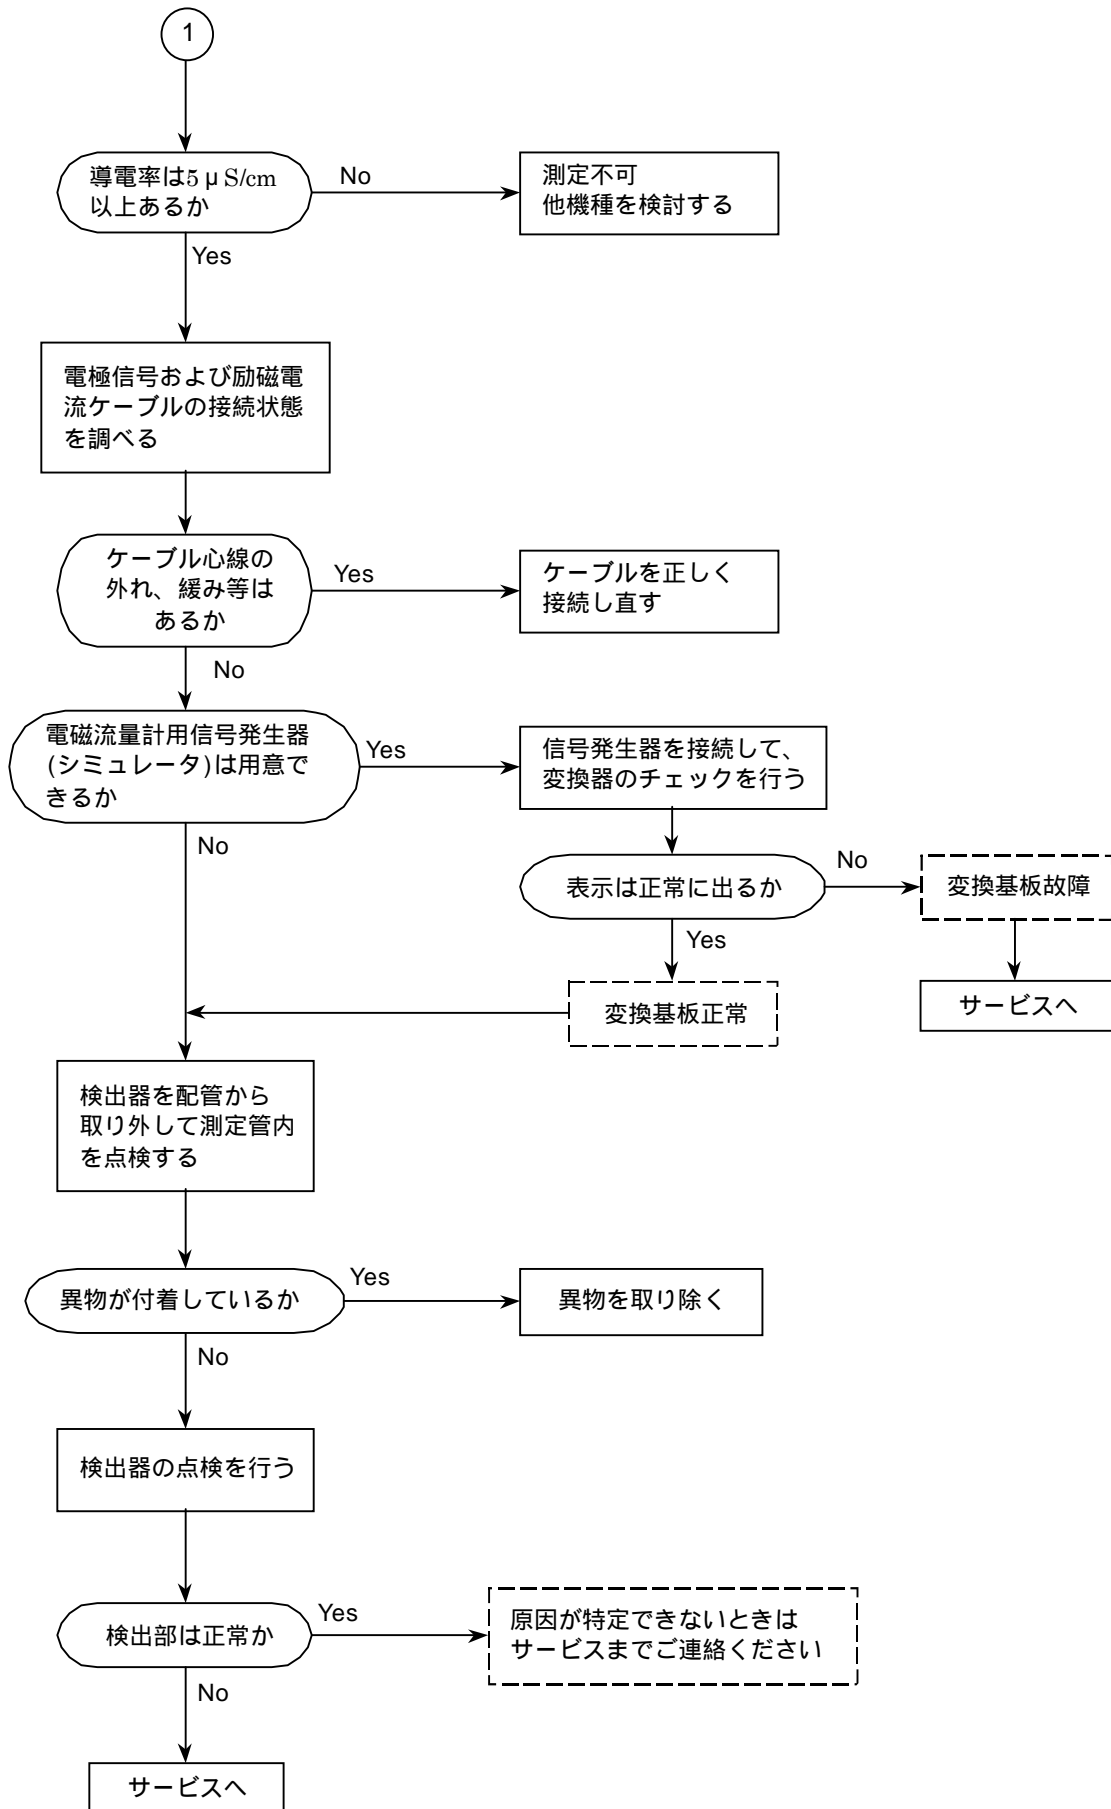 1
導電率は5μS/cm
以上あるか
No
測定不可
他機種を検討する
Yes
電極信号および励磁電
流ケーブルの接続状態
を調べる
ケーブル心線の
外れ、緩み等は
あるか
Yes
ケーブルを正しく
接続し直す
No
電磁流量計用信号発生器
(シミュレータ)は用意で
きるか
Yes
信号発生器を接続して、
変換器のチェックを行う
No
表示は正常に出るか
No
変換基板故障
Yes
サービスへ
変換基板正常
検出器を配管から
取り外して測定管内
を点検する
異物が付着しているか
Yes
異物を取り除く
No
検出器の点検を行う
検出部は正常か
Yes
原因が特定できないときは
サービスまでご連絡ください
No
サービスへ